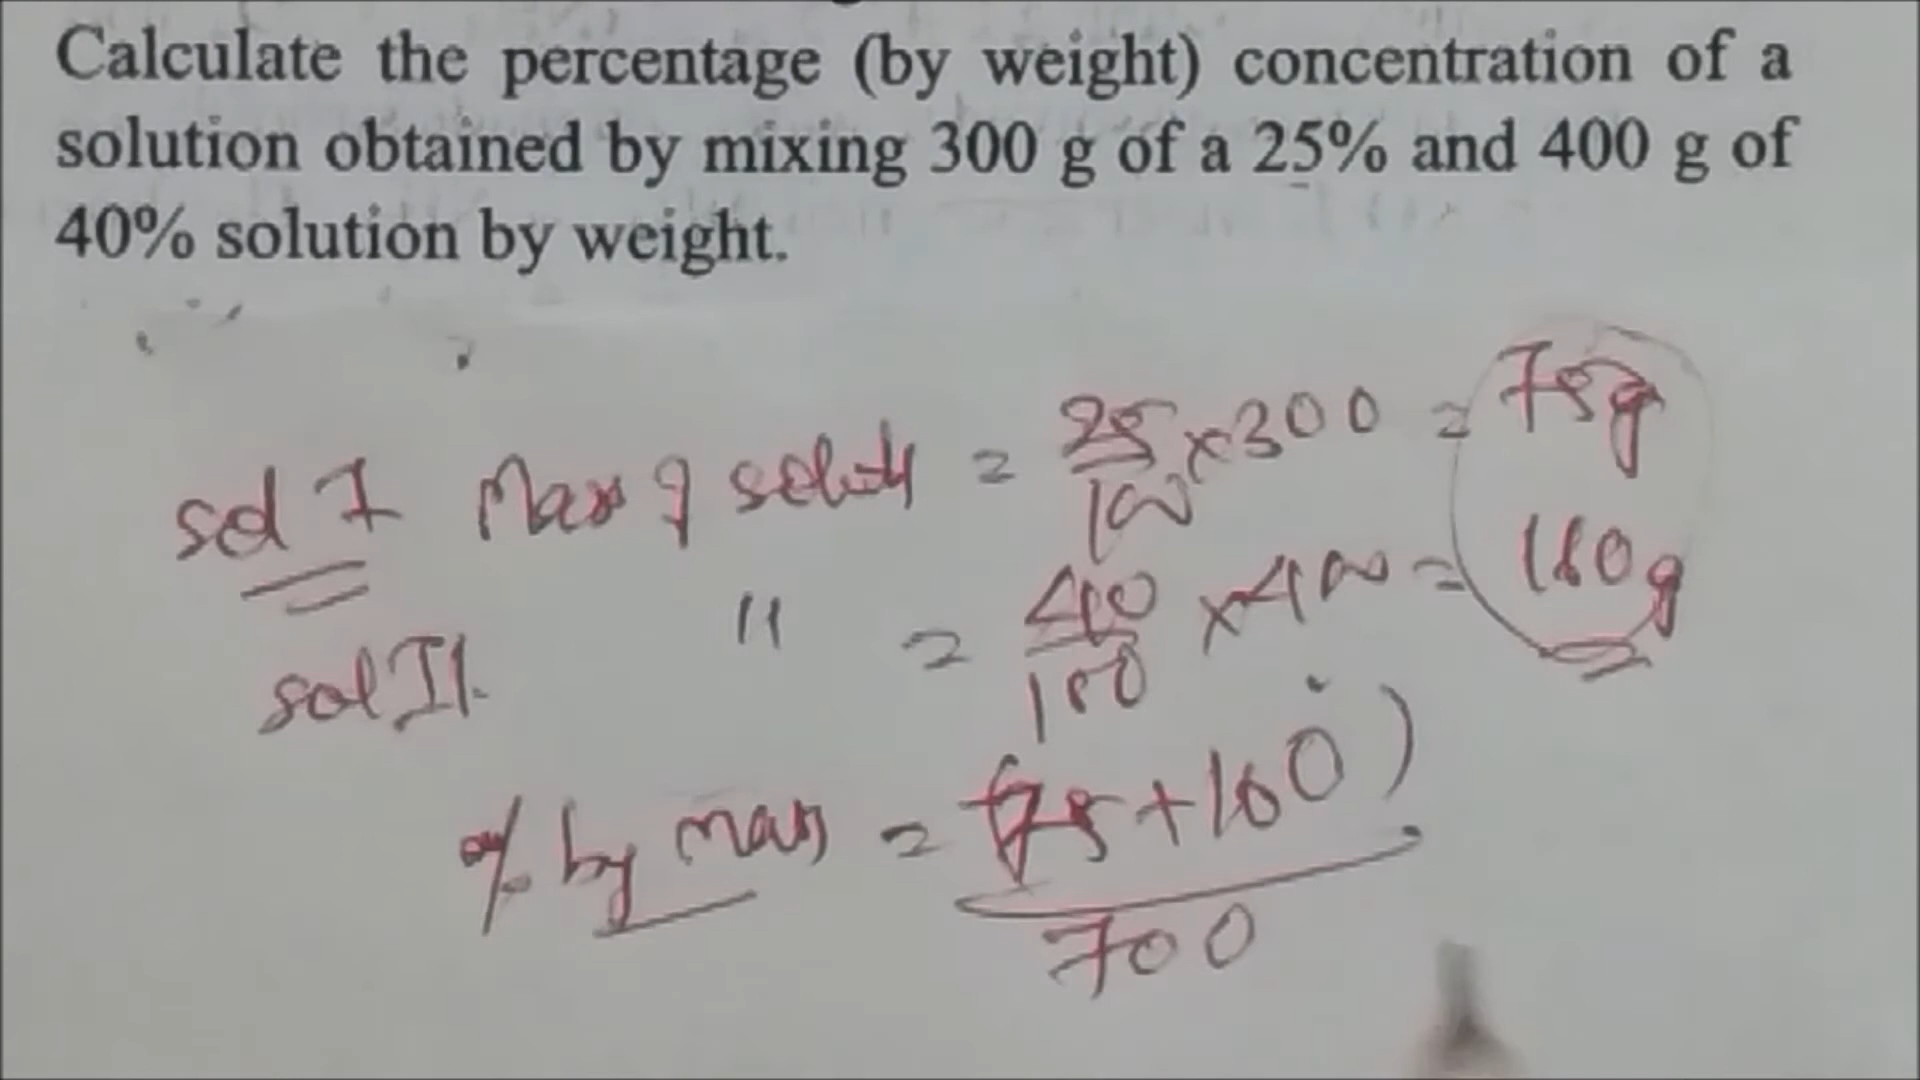 Calculate the percentage (by weight) concentration of a
solution obtained by mixing 300 g of a 25% and 400 g of
40% solution by weight.
sol I Mass of solute = 25/100 × 300 = 75g
sol II. " = 40/100 × 400 = 160g
% by mass = (75+160)/700